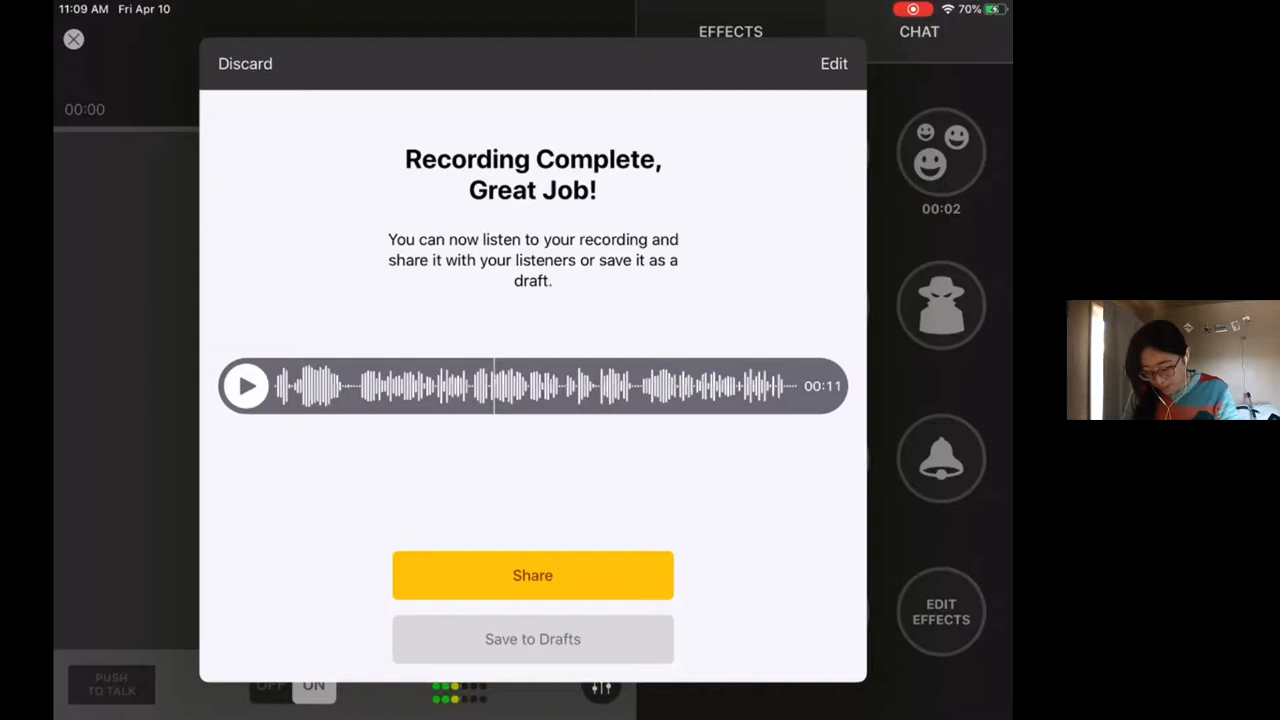 11:09 AM Fri Apr 10
70%
EFFECTS
CHAT
Discard
Edit
00:00
Recording Complete,
Great Job!
00:02
You can now listen to your recording and
share it with your listeners or save it as a
draft.
00:11
Share
EDIT
EFFECTS
Save to Drafts
PUSH
TO TALK
OFF
ON